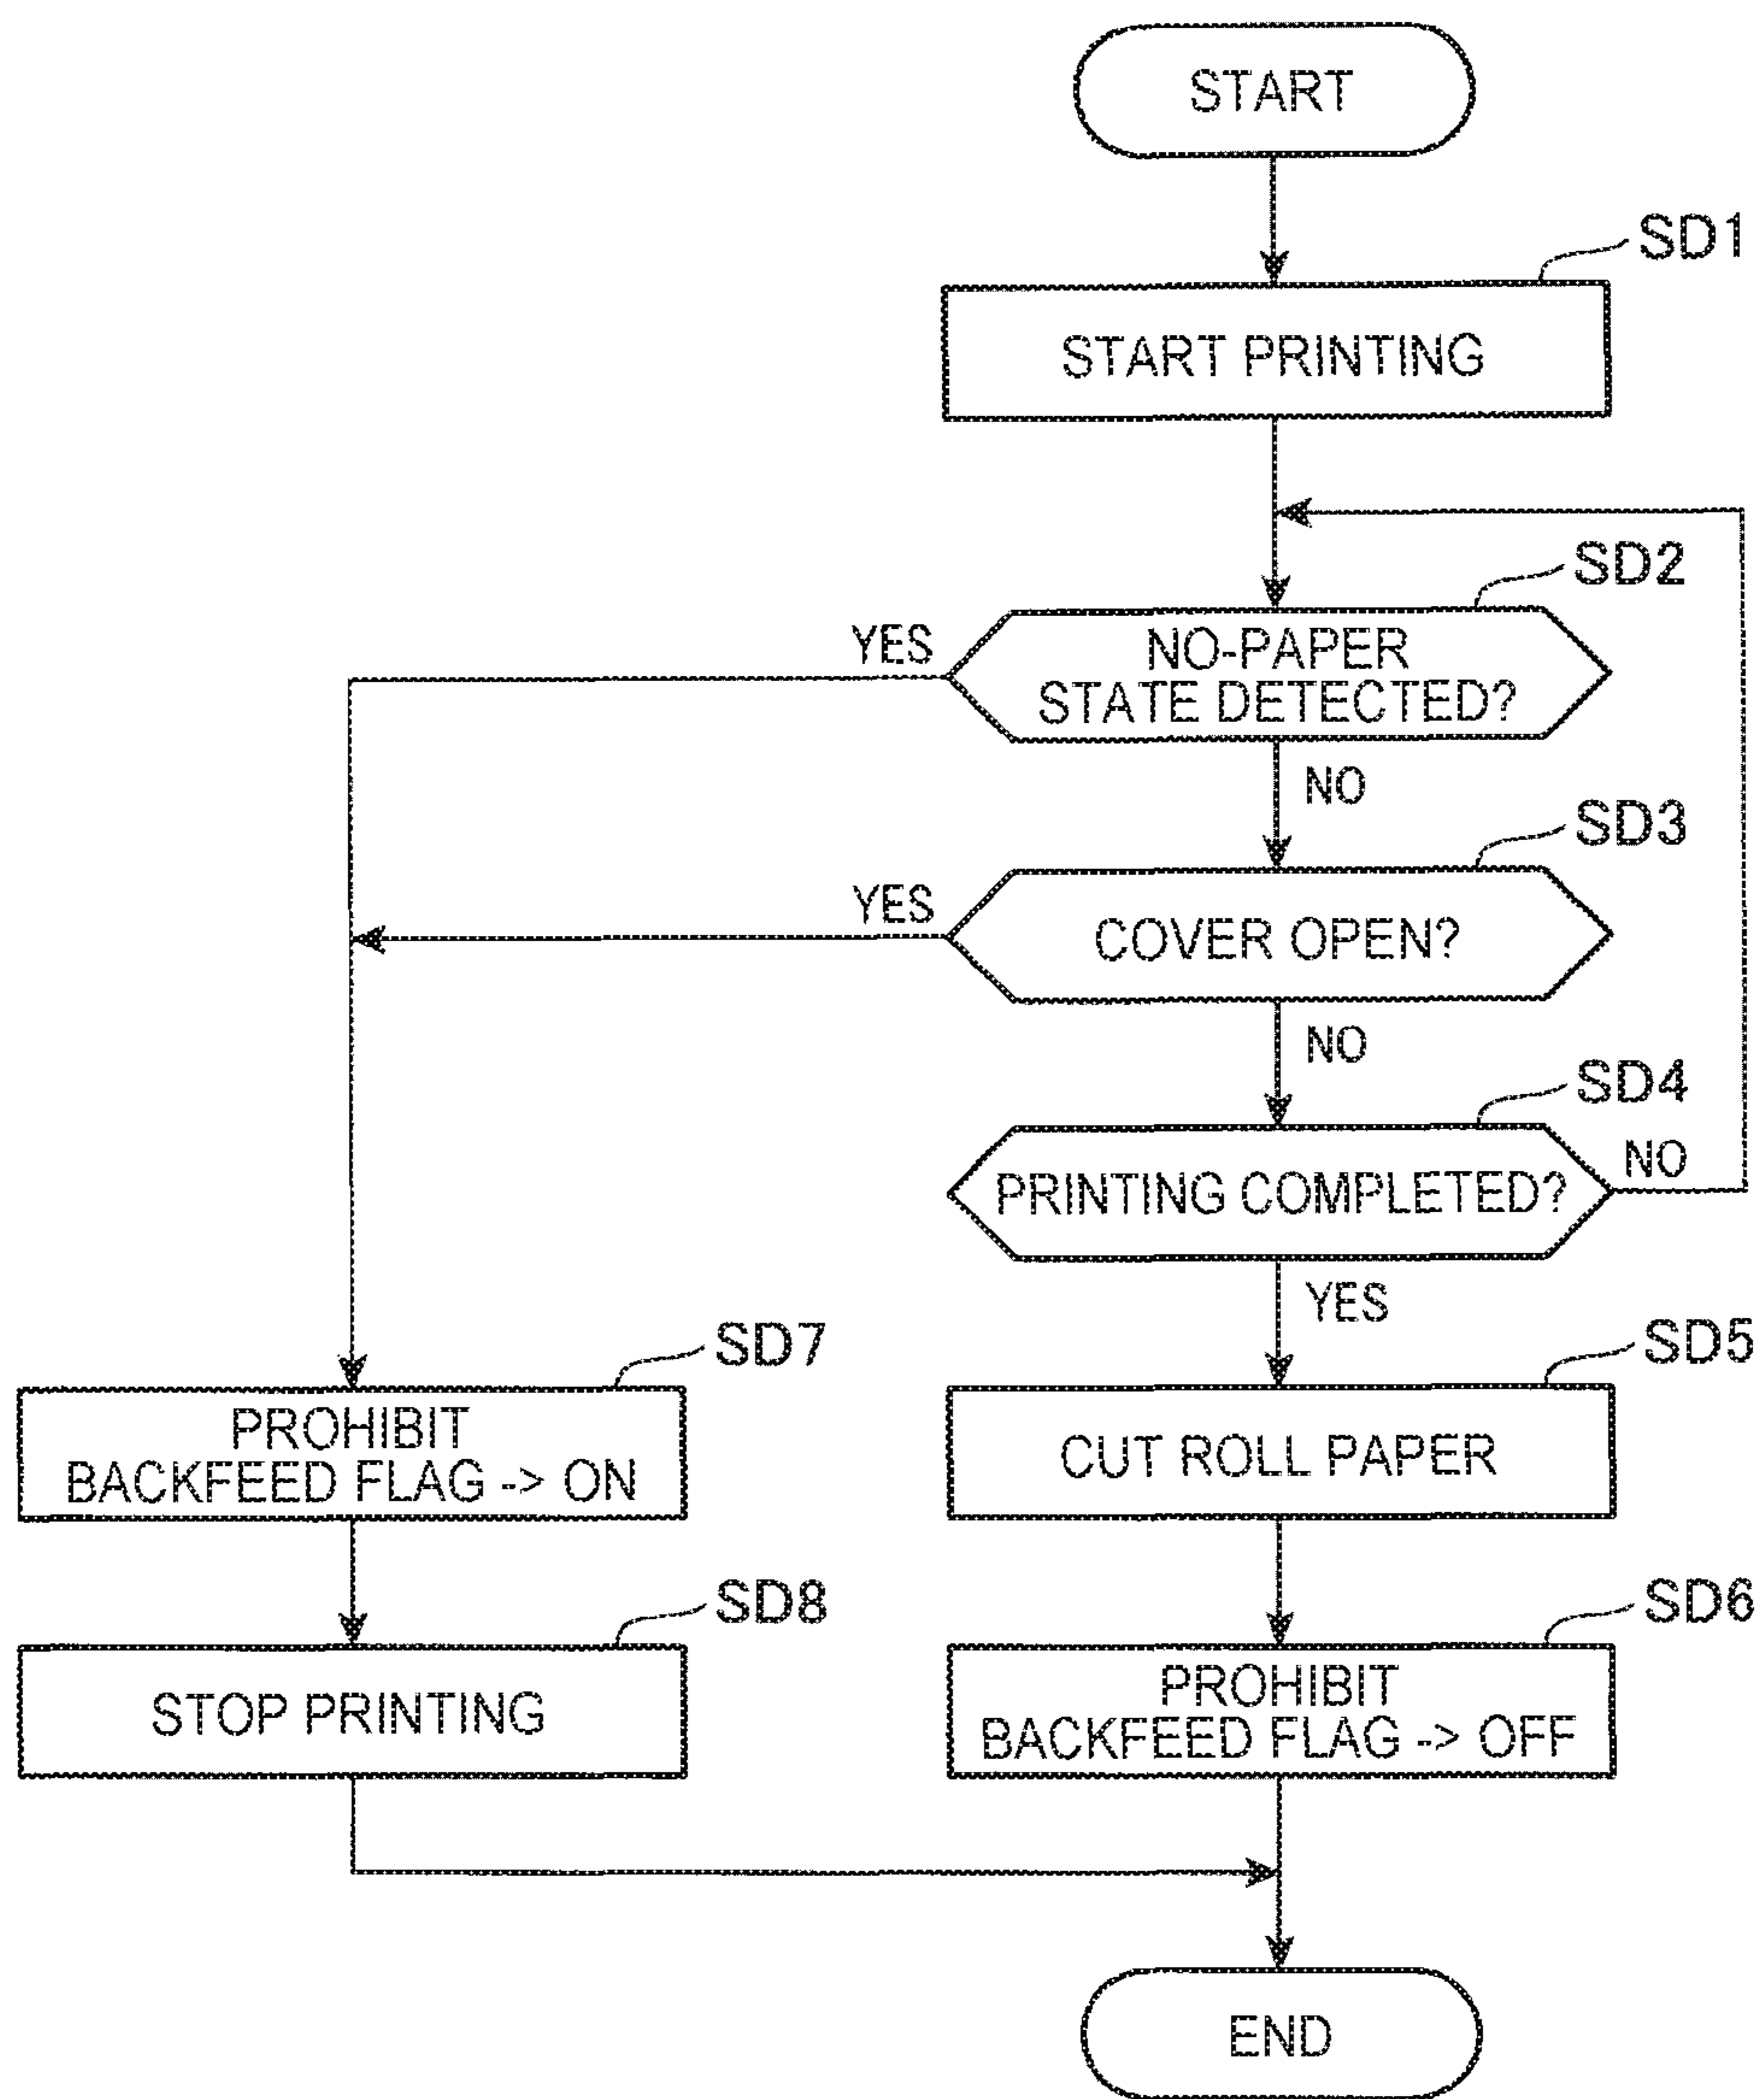 START
SD1
START PRINTING
SD2
YES
NO-PAPER
STATE DETECTED?
NO
SD3
YES
COVER OPEN?
NO
SD4
PRINTING COMPLETED?
NO
YES
SD7
SD5
PROHIBIT
BACKFEED FLAG -> ON
CUT ROLL PAPER
SD8
SD6
STOP PRINTING
PROHIBIT
BACKFEED FLAG -> OFF
END